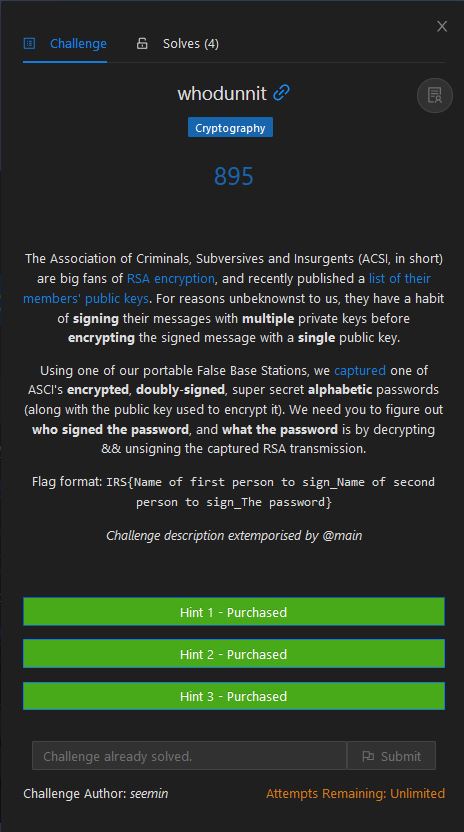 Challenge
Solves (4)
whodunnit
Cryptography
895
The Association of Criminals, Subversives and Insurgents (ACSI, in short)
are big fans of RSA encryption, and recently published a list of their
members' public keys. For reasons unbeknownst to us, they have a habit
of signing their messages with multiple private keys before
encrypting the signed message with a single public key.
Using one of our portable False Base Stations, we captured one of
ASCI's encrypted, doubly-signed, super secret alphabetic passwords
(along with the public key used to encrypt it). We need you to figure out
who signed the password, and what the password is by decrypting
&& unsigning the captured RSA transmission.
Flag format: IRS{Name of first person to sign_Name of second
person to sign_The password}
Challenge description extemporised by @main
Hint 1 - Purchased
Hint 2 - Purchased
Hint 3 - Purchased
Challenge already solved.
Submit
Challenge Author: seemin
Attempts Remaining: Unlimited